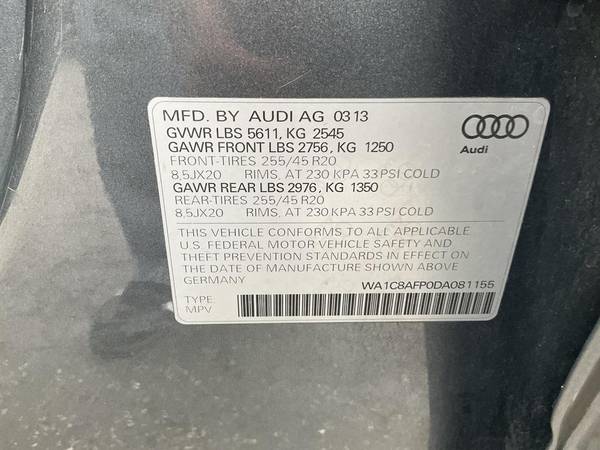 MFD. BY AUDI AG 0313
GVWR LBS 5611, KG 2545
GAWR FRONT LBS 2756, KG 1250
FRONT-TIRES 255/45 R20
8.5JX20 RIMS, AT 230 KPA 33 PSI COLD
GAWR REAR LBS 2976, KG 1350
REAR-TIRES 255/45 R20
8,5JX20 RIMS, AT 230 KPA 33 PSI COLD
Audi
THIS VEHICLE CONFORMS TO ALL APPLICABLE
U.S. FEDERAL MOTOR VEHICLE SAFETY AND
THEFT PREVENTION STANDARDS IN EFFECT
ON THE DATE OF MANUFACTURE SHOWN ABOVE
GERMANY
WA1C8AFP0DA081155
TYPE:
MPV